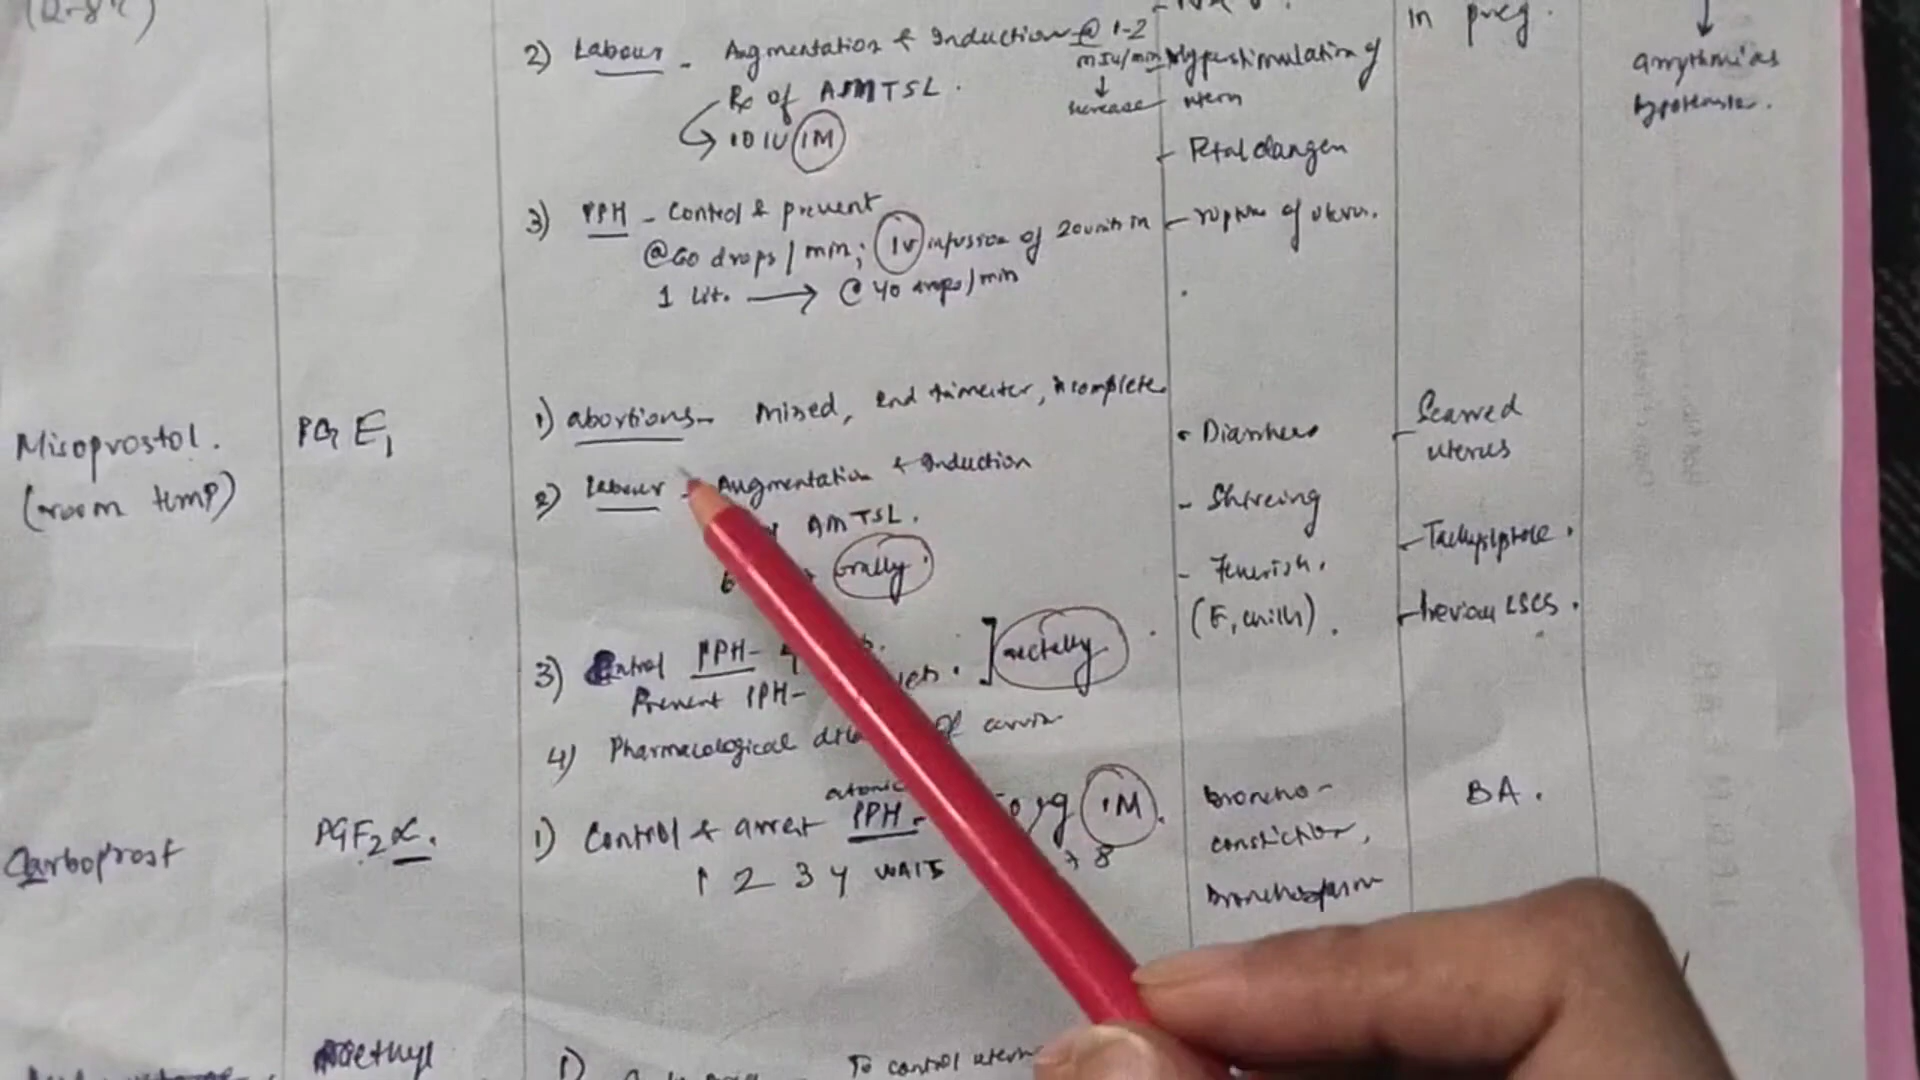 in preg.
2) Labour - Augmentation & Induction @ 1-2
mIU/min
↓
increase
Rx of AMTSL.
10 IU IM
- Hyperstimulation of
uterus
- Fetal danger
- rupture of uterus.
arrythmias
hypotension.
3) PPH - Control & prevent
@ 60 drops/min; IV infusion of 20 units in
1 Lit. → @ 40 drops/min
Misoprostol.
(room temp)
PG E1
1) abortions - Missed, 2nd trimester, incomplete
2) Labour - Augmentation & Induction
AMTSL.
orally.
3) Control PPH -
Prevent PPH -
rectally
4) Pharmacological of cervix
• Diarrhea
- Shivering
- Feverish.
(F, chills).
- Scarred
uterus
- Previous LSCS.
Carboprost
PGF2α.
1) Control & arrest atonic PPH - IM.
1 2 3 4 WAIT 8
Broncho-
constriction,
Bronchospasm
BA.
1) To control